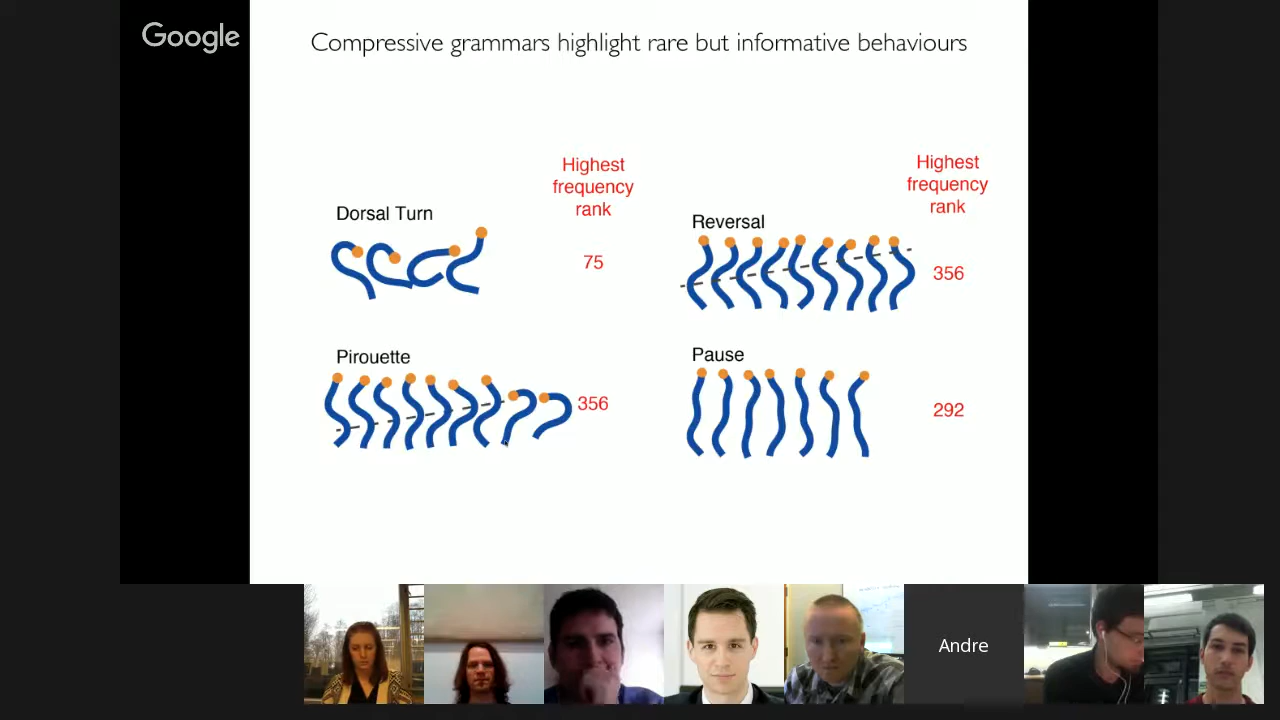 Google
Compressive grammars highlight rare but informative behaviours
Highest
frequency
rank
Dorsal Turn
75
Highest
frequency
rank
Reversal
356
Pirouette
356
Pause
292
Andre